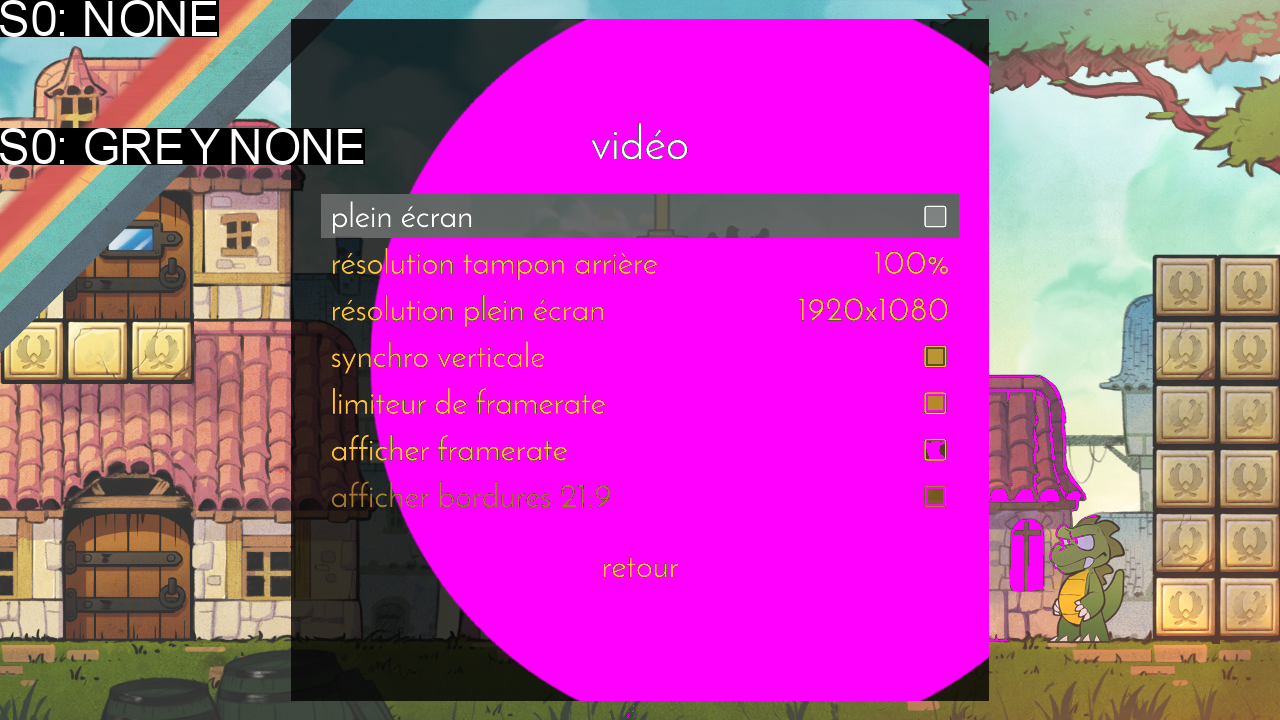 S0: NONE
S0: GREY NONE
vidéo
plein écran
résolution tampon arrière 100%
résolution plein écran 1920x1080
synchro verticale
limiteur de framerate
afficher framerate
afficher bordures 21:9
retour